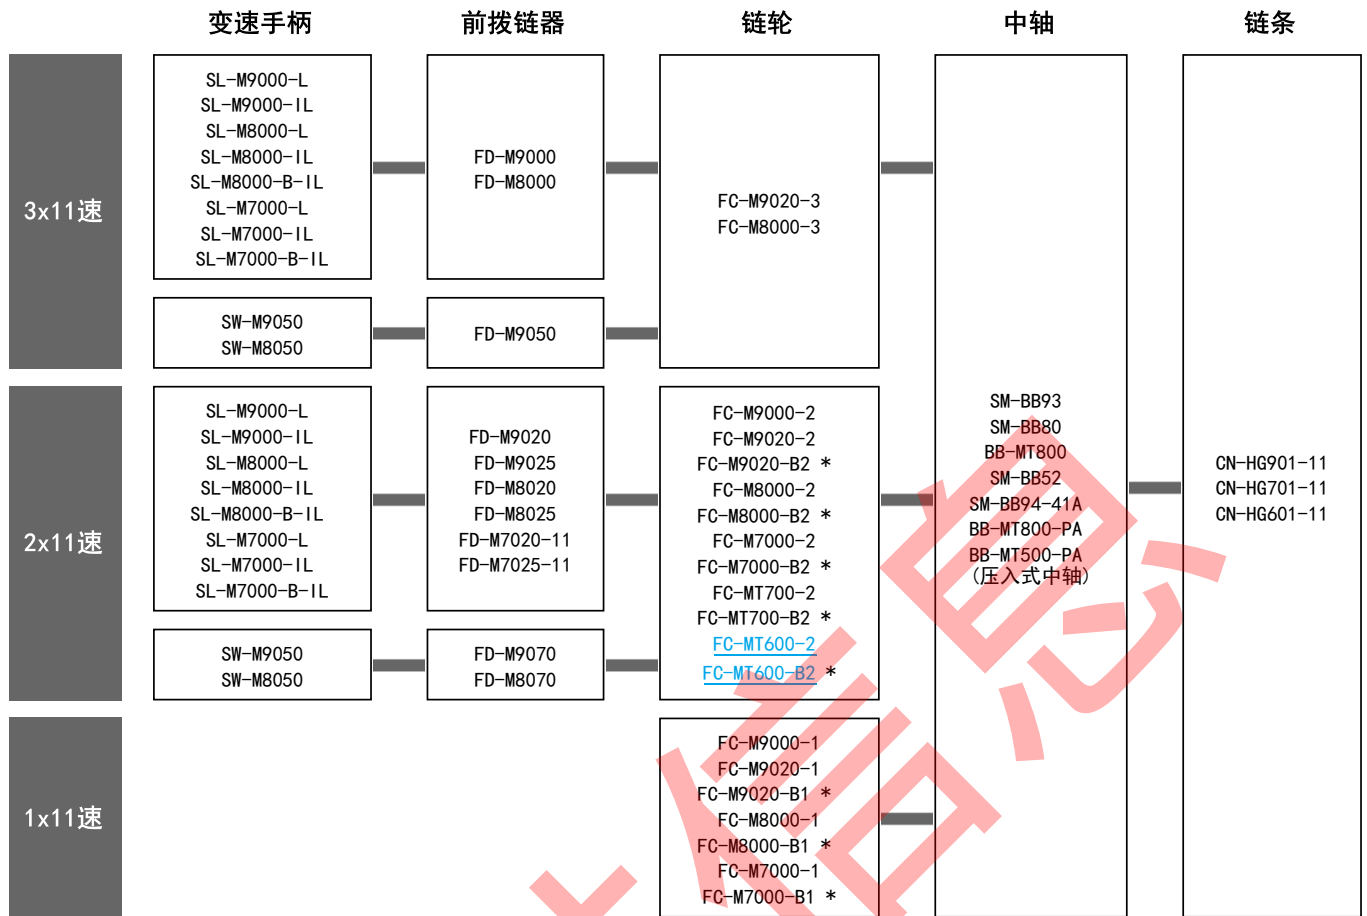 变速手柄
前拨链器
链轮
中轴
链条
3x11速
SL-M9000-L
SL-M9000-IL
SL-M8000-L
SL-M8000-IL
SL-M8000-B-IL
SL-M7000-L
SL-M7000-IL
SL-M7000-B-IL
FD-M9000
FD-M8000
FC-M9020-3
FC-M8000-3
SW-M9050
SW-M8050
FD-M9050
2x11速
SL-M9000-L
SL-M9000-IL
SL-M8000-L
SL-M8000-IL
SL-M8000-B-IL
SL-M7000-L
SL-M7000-IL
SL-M7000-B-IL
FD-M9020
FD-M9025
FD-M8020
FD-M8025
FD-M7020-11
FD-M7025-11
FC-M9000-2
FC-M9020-2
FC-M9020-B2 *
FC-M8000-2
FC-M8000-B2 *
FC-M7000-2
FC-M7000-B2 *
FC-MT700-2
FC-MT700-B2 *
FC-MT600-2
FC-MT600-B2 *
SW-M9050
SW-M8050
FD-M9070
FD-M8070
1x11速
FC-M9000-1
FC-M9020-1
FC-M9020-B1 *
FC-M8000-1
FC-M8000-B1 *
FC-M7000-1
FC-M7000-B1 *
SM-BB93
SM-BB80
BB-MT800
SM-BB52
SM-BB94-41A
BB-MT800-PA
BB-MT500-PA
(压入式中轴)
CN-HG901-11
CN-HG701-11
CN-HG601-11
信息